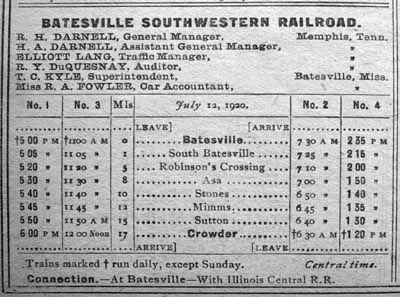 BATESVILLE SOUTHWESTERN RAILROAD.
R. H. DARNELL, General Manager, Memphis, Tenn.
H. A. DARNELL, Assistant General Manager, "
ELLIOTT LANG, Traffic Manager, "
R. Y. DuQUESNAY, Auditor, "
T. C. KYLE, Superintendent, Batesville, Miss.
Miss R. A. FOWLER, Car Accountant, "
No. 1 No. 3 Mls July 12, 1920. No. 2 No. 4
LEAVE] [ARRIVE
†5 00 P M †11 00 A M 0 Batesville 7 30 A M 2 35 P M
5 05 " 11 05 " 1 South Batesville 7 25 " 2 15 "
5 20 " 11 20 " 5 Robinson's Crossing 7 10 " 2 00 "
5 30 " 11 30 " 8 Asa 7 00 " 1 50 "
5 40 " 11 40 " 10 Stones 6 50 " 1 40 "
5 45 " 11 45 " 12 Mimms 6 45 " 1 35 "
5 50 " 11 50 A M 15 Sutton 6 40 " 1 30 "
6 00 P M 12 00 Noon 17 Crowder †6 30 A M †1 20 P M
ARRIVE] [LEAVE
Trains marked † run daily, except Sunday. Central time.
Connection.—At Batesville—With Illinois Central R.R.